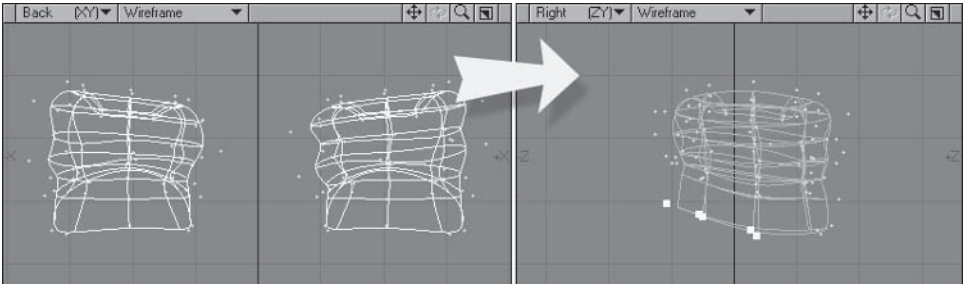 Back (XY) Wireframe
Right (ZY) Wireframe
-X
+X
-Z
+Z